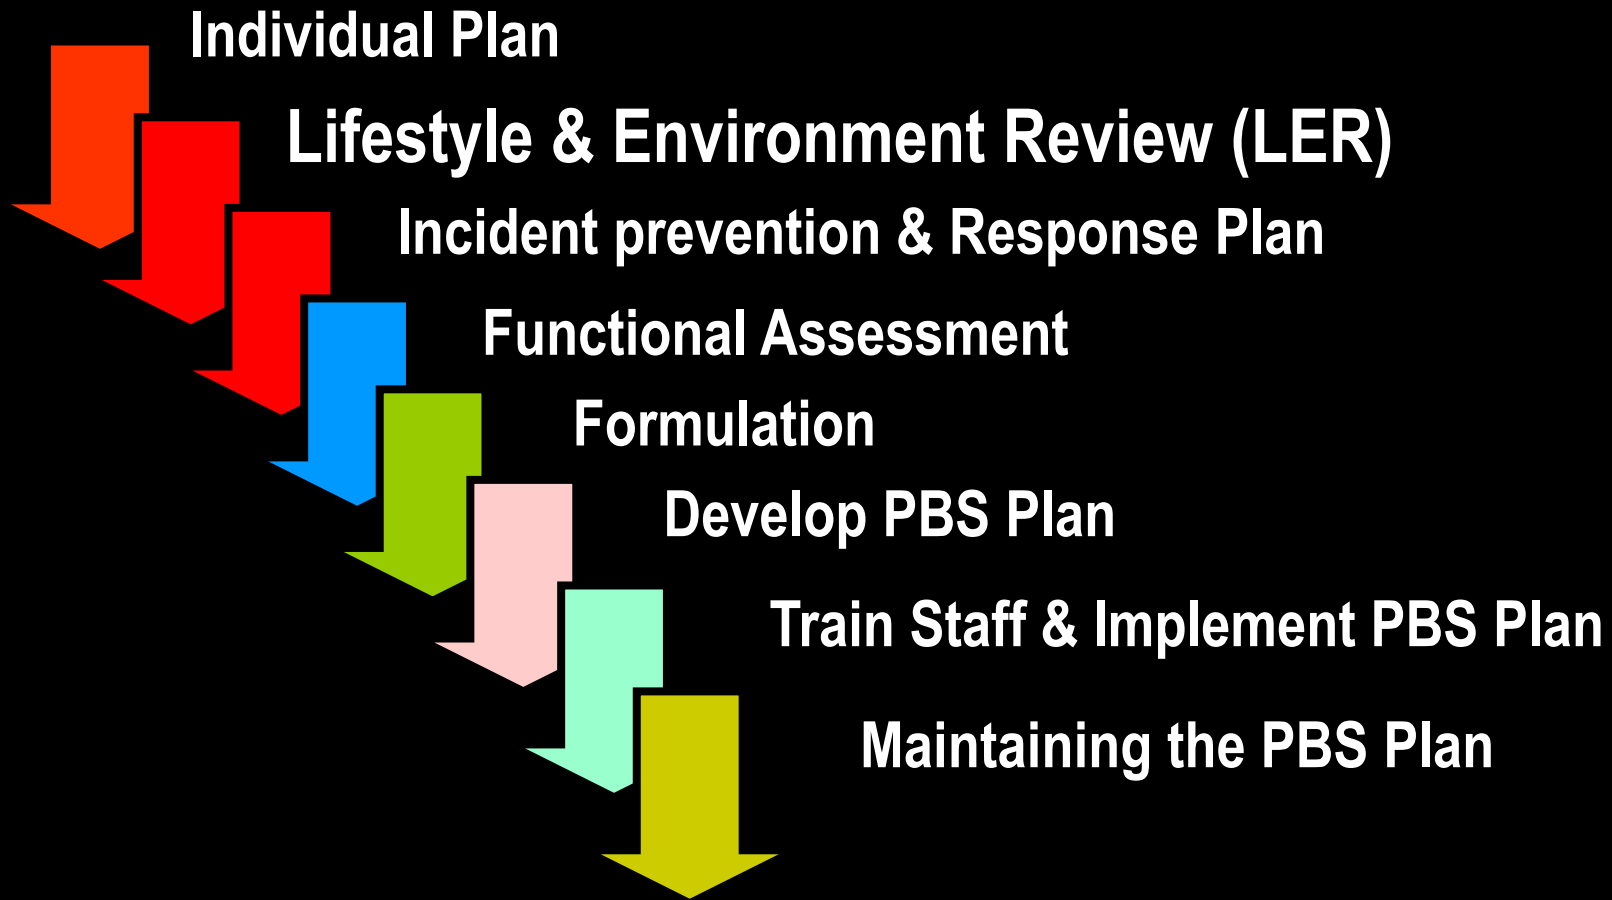 Individual Plan
Lifestyle & Environment Review (LER)
Incident prevention & Response Plan
Functional Assessment
Formulation
Develop PBS Plan
Train Staff & Implement PBS Plan
Maintaining the PBS Plan